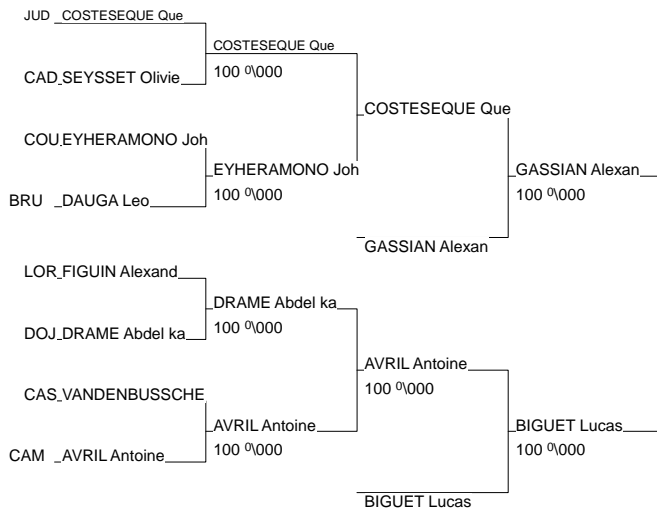 JUD COSTESEQUE Que
COSTESEQUE Que
CAD SEYSSET Olivie
100 0\000
COSTESEQUE Que
COU EYHERAMONO Joh
EYHERAMONO Joh
GASSIAN Alexan
100 0\000
100 0\000
BRU DAUGA Leo
GASSIAN Alexan
LOR FIGUIN Alexand
DRAME Abdel ka
100 0\000
DOJ DRAME Abdel ka
AVRIL Antoine
100 0\000
CAS VANDENBUSSCHE
AVRIL Antoine
BIGUET Lucas
100 0\000
100 0\000
CAM AVRIL Antoine
BIGUET Lucas